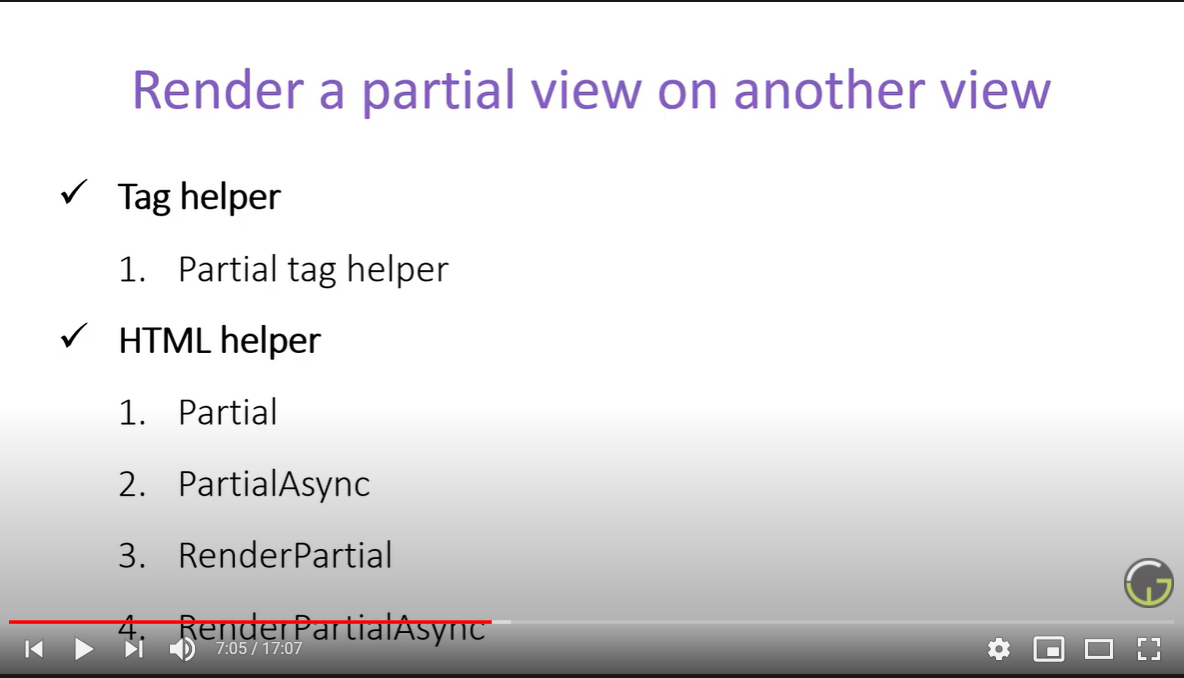 Render a partial view on another view
✓ Tag helper
1. Partial tag helper
✓ HTML helper
1. Partial
2. PartialAsync
3. RenderPartial
4. RenderPartialAsync
7:05 / 17:07